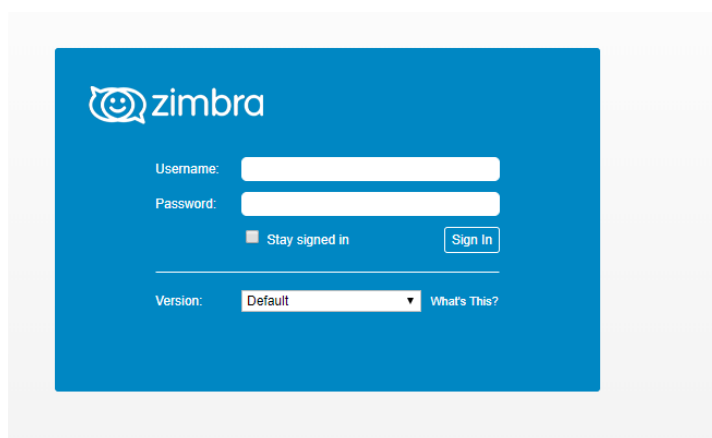 zimbra
Username:
Password:
Stay signed in Sign In
Version: Default What's This?